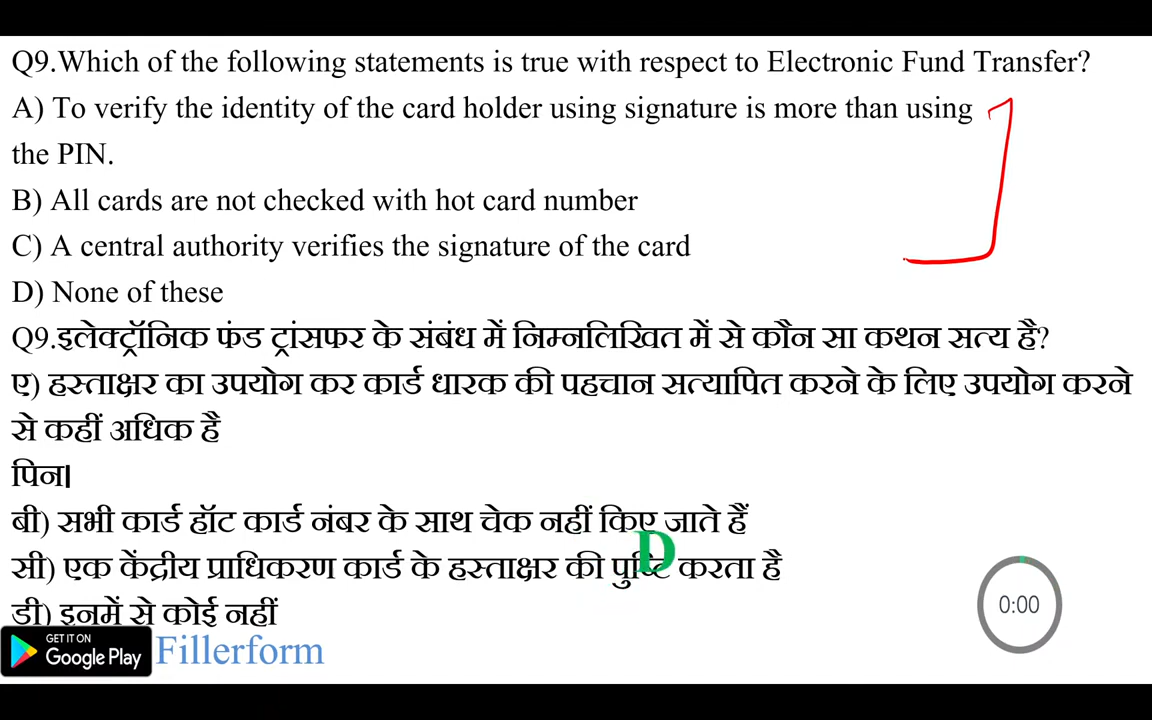 Q9.Which of the following statements is true with respect to Electronic Fund Transfer?
A) To verify the identity of the card holder using signature is more than using
the PIN.
B) All cards are not checked with hot card number
C) A central authority verifies the signature of the card
D) None of these
Q9.इलेक्ट्रॉनिक फंड ट्रांसफर के संबंध में निम्नलिखित में से कौन सा कथन सत्य है?
ए) हस्ताक्षर का उपयोग कर कार्ड धारक की पहचान सत्यापित करने के लिए उपयोग करने
से कहीं अधिक है
पिन।
बी) सभी कार्ड हॉट कार्ड नंबर के साथ चेक नहीं किए जाते हैं
D
सी) एक केंद्रीय प्राधिकरण कार्ड के हस्ताक्षर की पुष्टि करता है
0:00
डी) इनमें से कोई नहीं
GET IT ON
Google Play
Fillerform